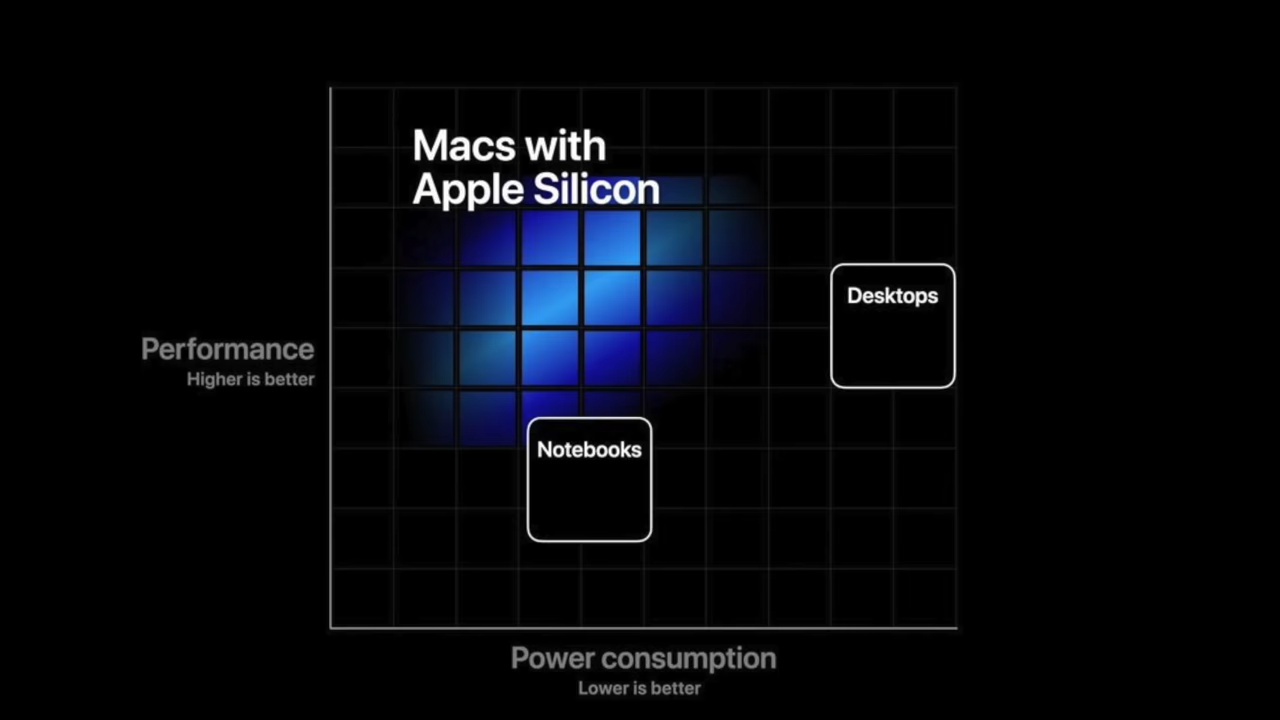 Macs with
Apple Silicon
Desktops
Performance
Higher is better
Notebooks
Power consumption
Lower is better